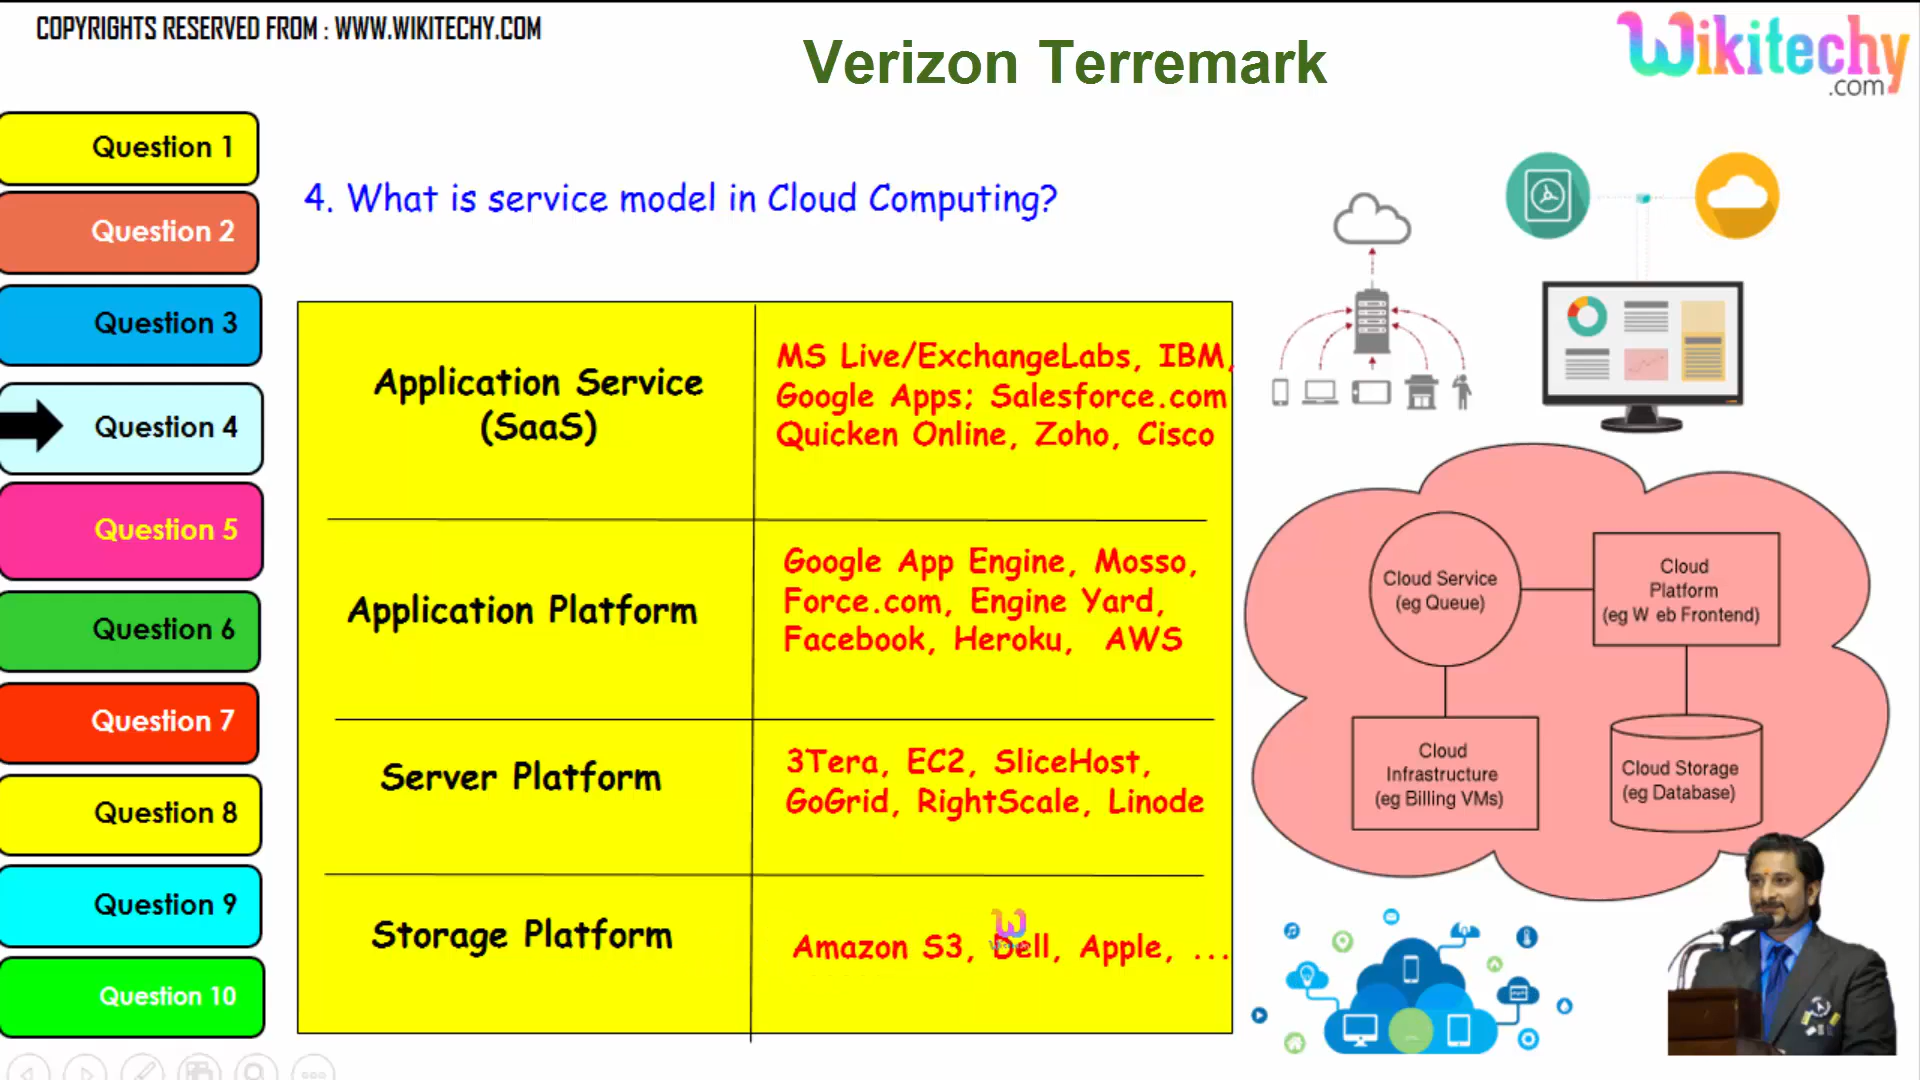 COPYRIGHTS RESERVED FROM : WWW.WIKITECHY.COM
Verizon Terremark
Wikitechy
.com
Question 1
Question 2
Question 3
Question 4
Question 5
Question 6
Question 7
Question 8
Question 9
Question 10
4. What is service model in Cloud Computing?
Application Service
(SaaS)
MS Live/ExchangeLabs, IBM,
Google Apps; Salesforce.com
Quicken Online, Zoho, Cisco
Application Platform
Google App Engine, Mosso,
Force.com, Engine Yard,
Facebook, Heroku, AWS
Server Platform
3Tera, EC2, SliceHost,
GoGrid, RightScale, Linode
Storage Platform
Amazon S3, Dell, Apple, ...
Cloud Service
(eg Queue)
Cloud
Platform
(eg W eb Frontend)
Cloud
Infrastructure
(eg Billing VMs)
Cloud Storage
(eg Database)